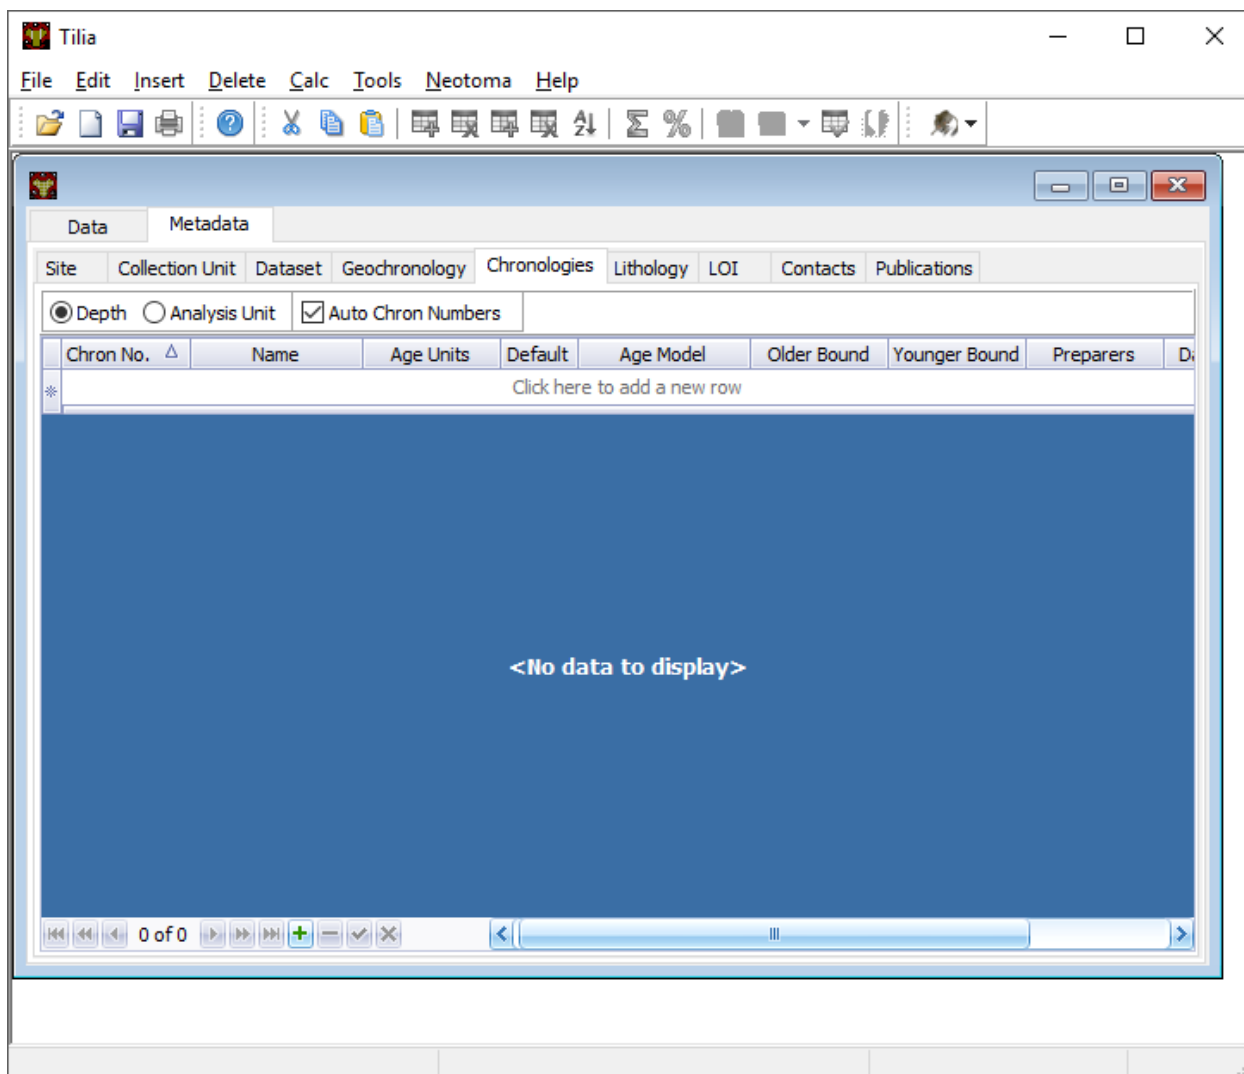 Tilia
File Edit Insert Delete Calc Tools Neotoma Help
Data Metadata
Site Collection Unit Dataset Geochronology Chronologies Lithology LOI Contacts Publications
Depth Analysis Unit Auto Chron Numbers
Chron No. Name Age Units Default Age Model Older Bound Younger Bound Preparers
Click here to add a new row
<No data to display>
0 of 0